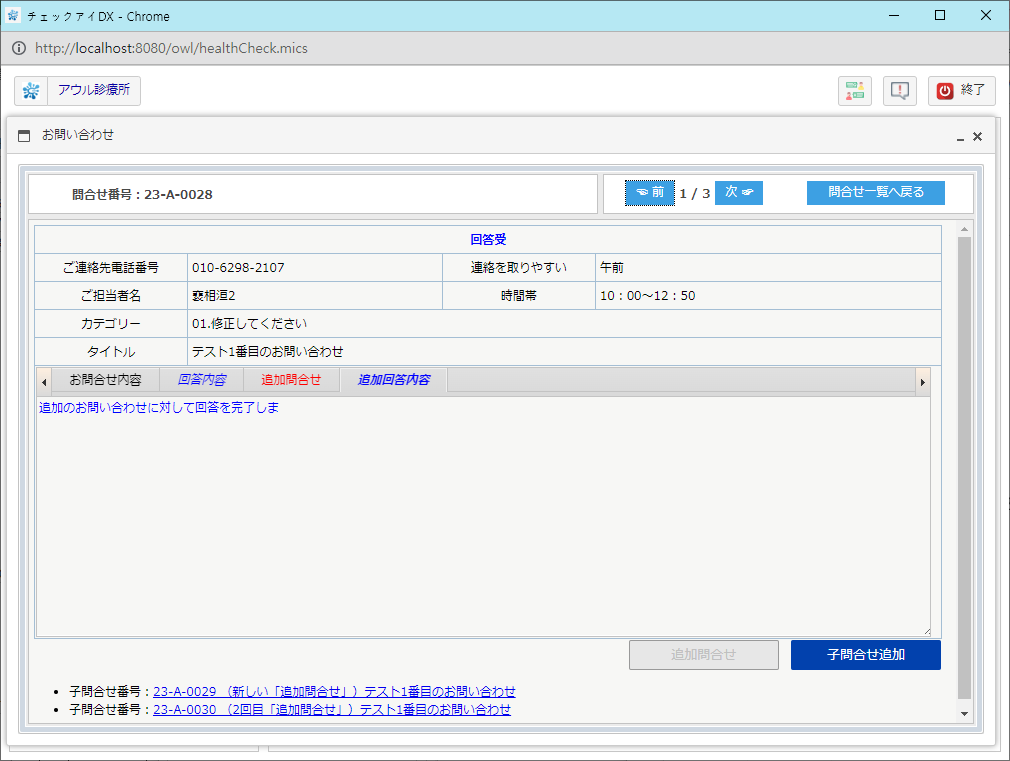 チェックアイDX - Chrome
http://localhost:8080/owl/healthCheck.mics
アウル診療所
終了
お問い合わせ
問合せ番号：23-A-0028
前 1 / 3 次 問合せ一覧へ戻る
回答受
ご連絡先電話番号 010-6298-2107 連絡を取りやすい 午前
ご担当者名 裵相洹2 時間帯 10：00～12：50
カテゴリー 01.修正してください
タイトル テスト1番目のお問い合わせ
お問合せ内容 回答内容 追加問合せ 追加回答内容
追加のお問い合わせに対して回答を完了しま
追加問合せ 子問合せ追加
子問合せ番号：23-A-0029 （新しい「追加問合せ」）テスト1番目のお問い合わせ
子問合せ番号：23-A-0030 （2回目「追加問合せ」）テスト1番目のお問い合わせ